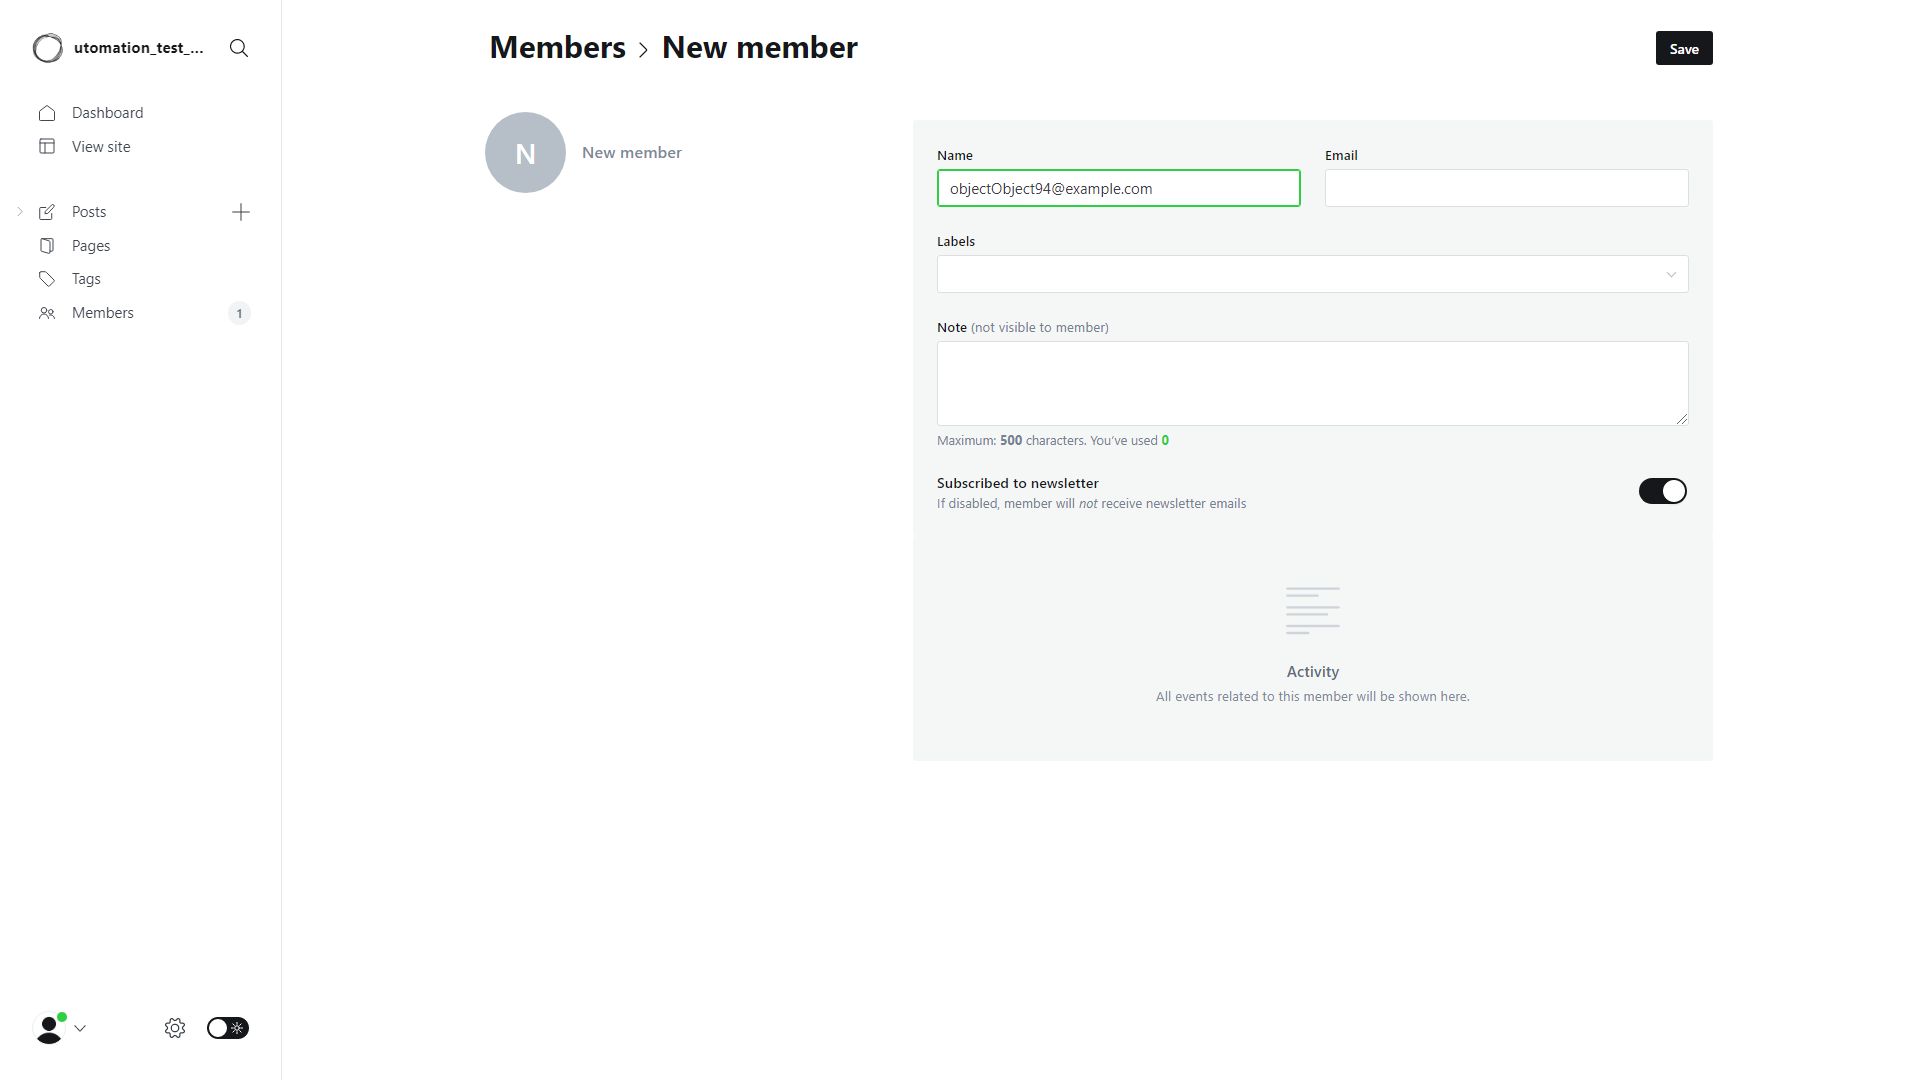 utomation_test_...
Dashboard
View site
Posts
Pages
Tags
Members
1
Members
New member
Save
N
New member
Name
Email
objectObject94@example.com
Labels
Note (not visible to member)
Maximum: 500 characters. You’ve used 0
Subscribed to newsletter
If disabled, member will not receive newsletter emails
Activity
All events related to this member will be shown here.